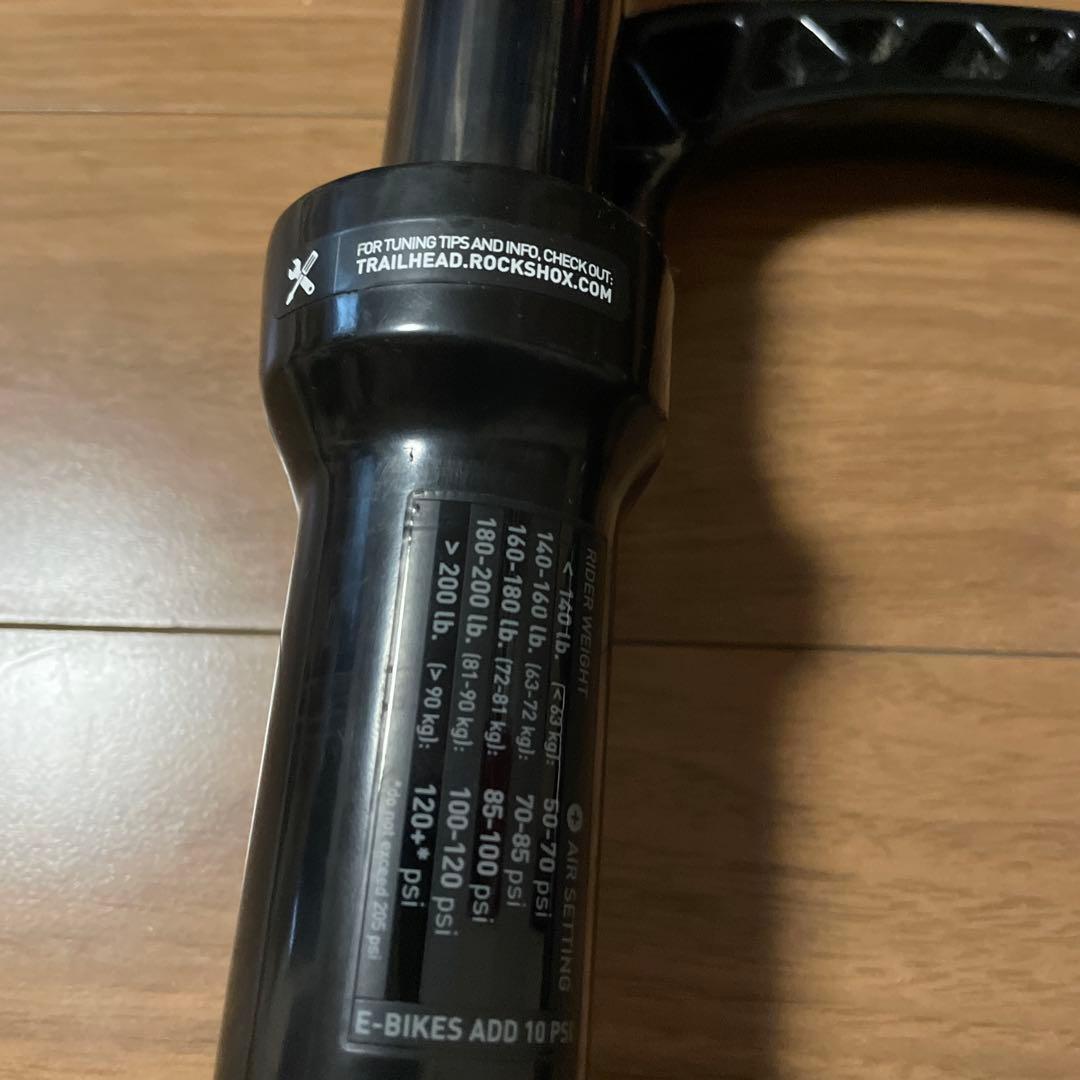 FOR TUNING TIPS AND INFO, CHECK OUT:
TRAILHEAD.ROCKSHOX.COM
RIDER WEIGHT + AIR SETTING
< 140 lb. (< 63 kg): 50-70 psi
140-160 lb. (63-72 kg): 70-85 psi
160-180 lb. (72-81 kg): 85-100 psi
180-200 lb. (81-90 kg): 100-120 psi
> 200 lb. (> 90 kg): 120+* psi
*do not exceed 205 psi
E-BIKES ADD 10 PSI